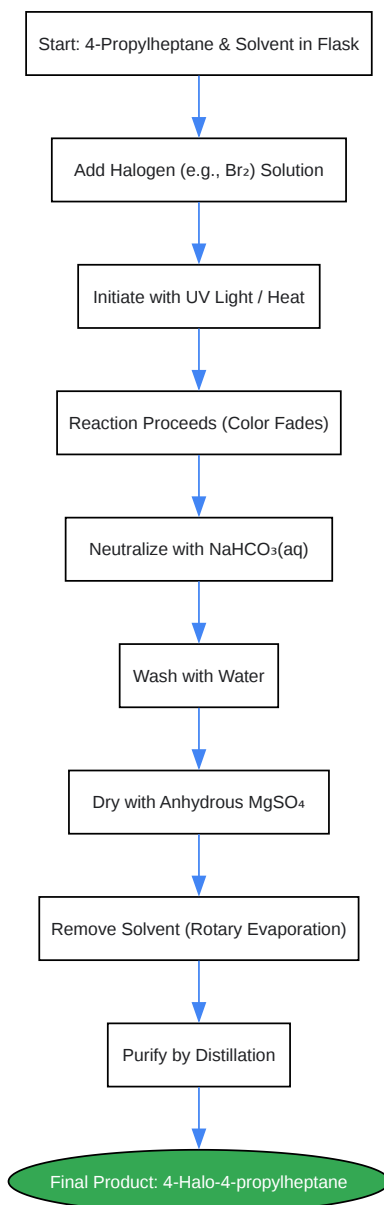 Start: 4-Propylheptane & Solvent in Flask
Add Halogen (e.g., Br₂) Solution
Initiate with UV Light / Heat
Reaction Proceeds (Color Fades)
Neutralize with NaHCO₃(aq)
Wash with Water
Dry with Anhydrous MgSO₄
Remove Solvent (Rotary Evaporation)
Purify by Distillation
Final Product: 4-Halo-4-propylheptane